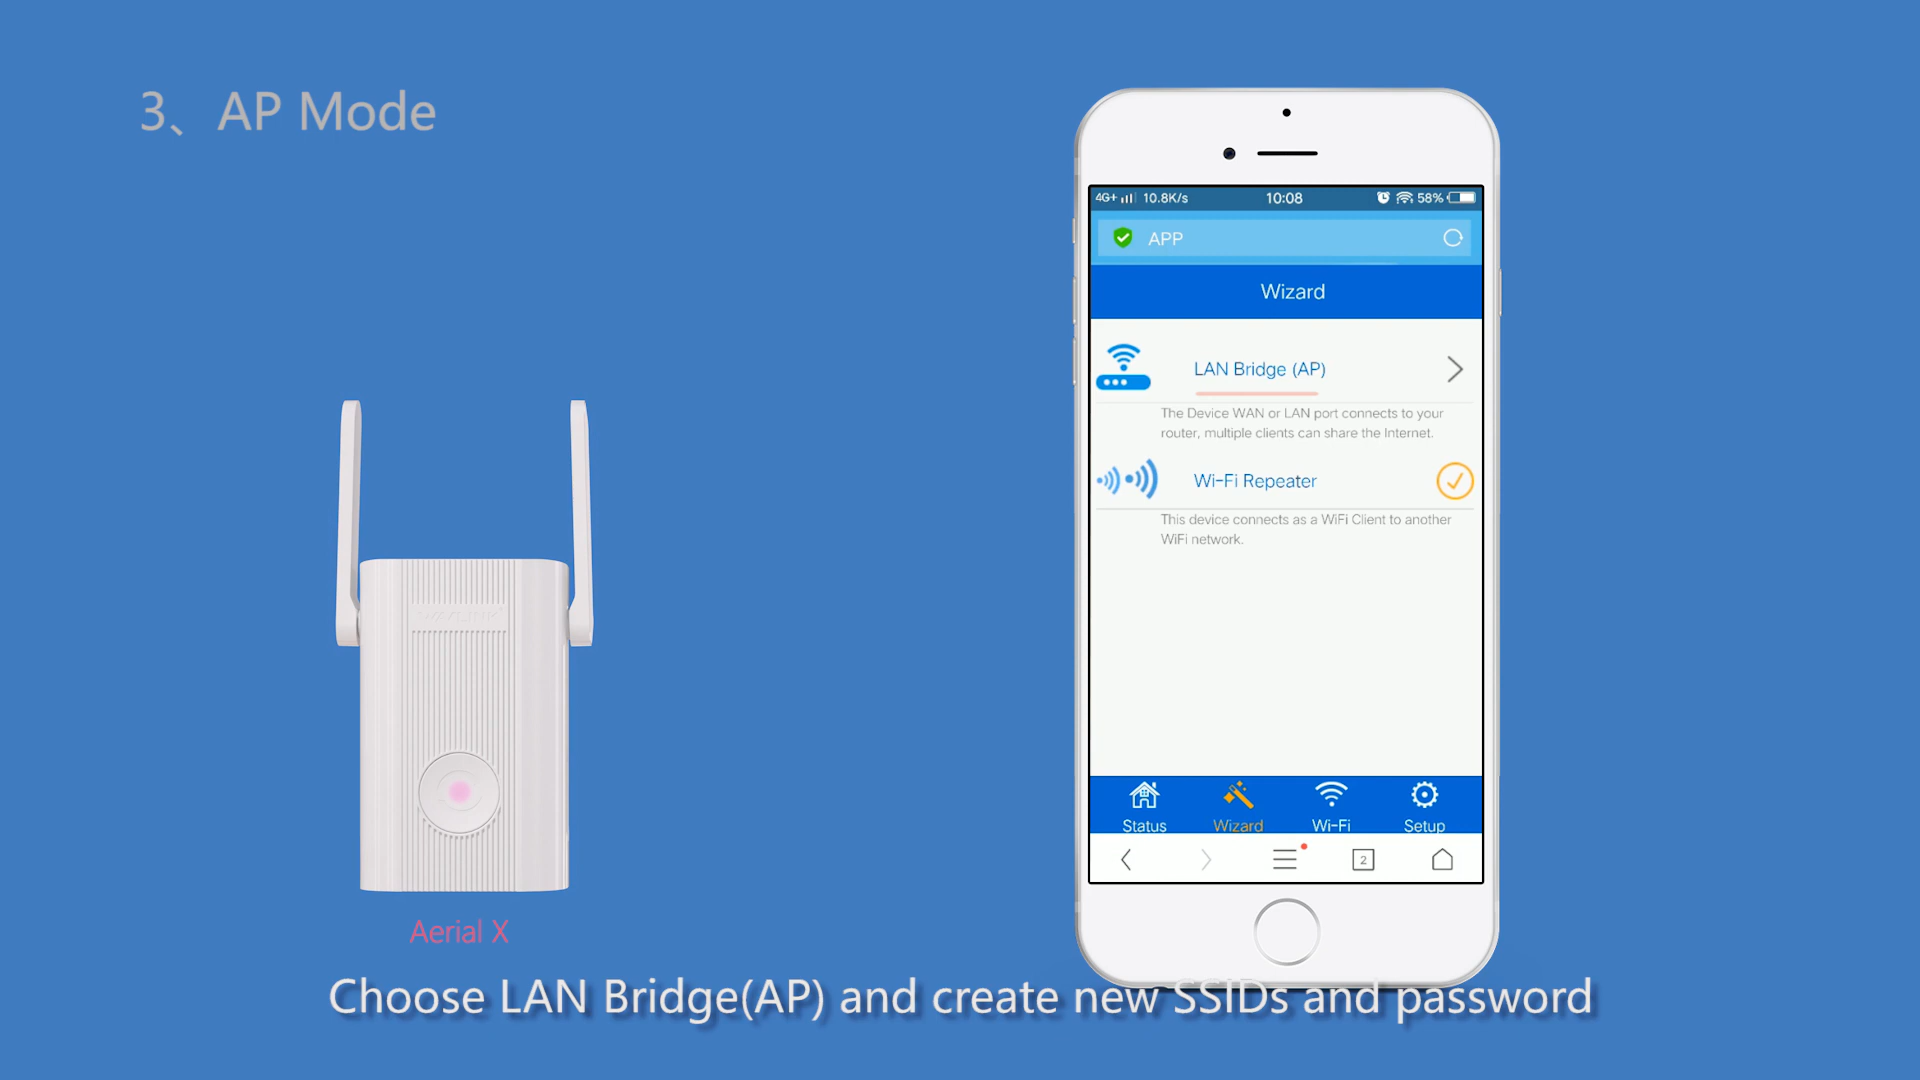 3、AP Mode
4G+ 10.8K/s 10:08 58%
APP
Wizard
LAN Bridge (AP)
The Device WAN or LAN port connects to your
router, multiple clients can share the Internet.
Wi-Fi Repeater
This device connects as a WiFi Client to another
WiFi network.
Status Wizard Wi-Fi Setup
2
WAVLINK
Aerial X
Choose LAN Bridge(AP) and create new SSIDs and password